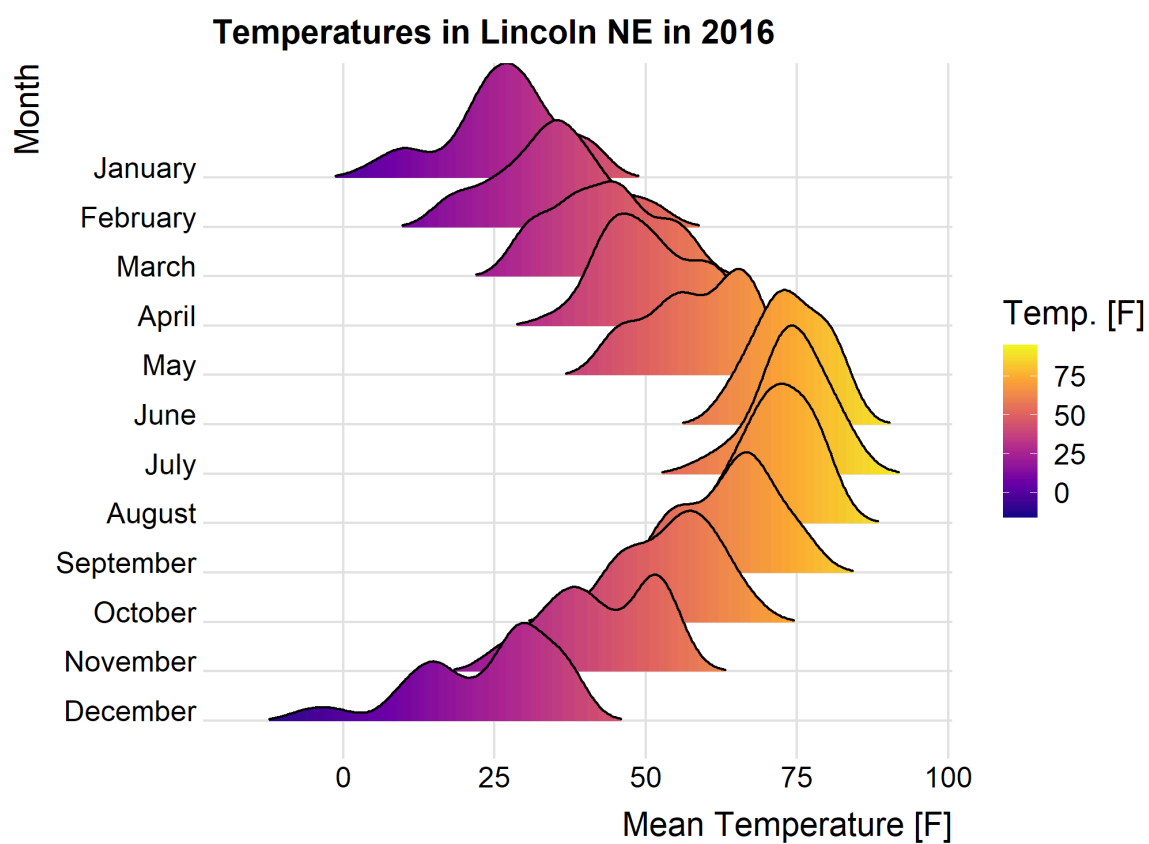 Temperatures in Lincoln NE in 2016
Month
January
February
March
April
May
June
July
August
September
October
November
December
0 25 50 75 100
Mean Temperature [F]
Temp. [F]
75
50
25
0